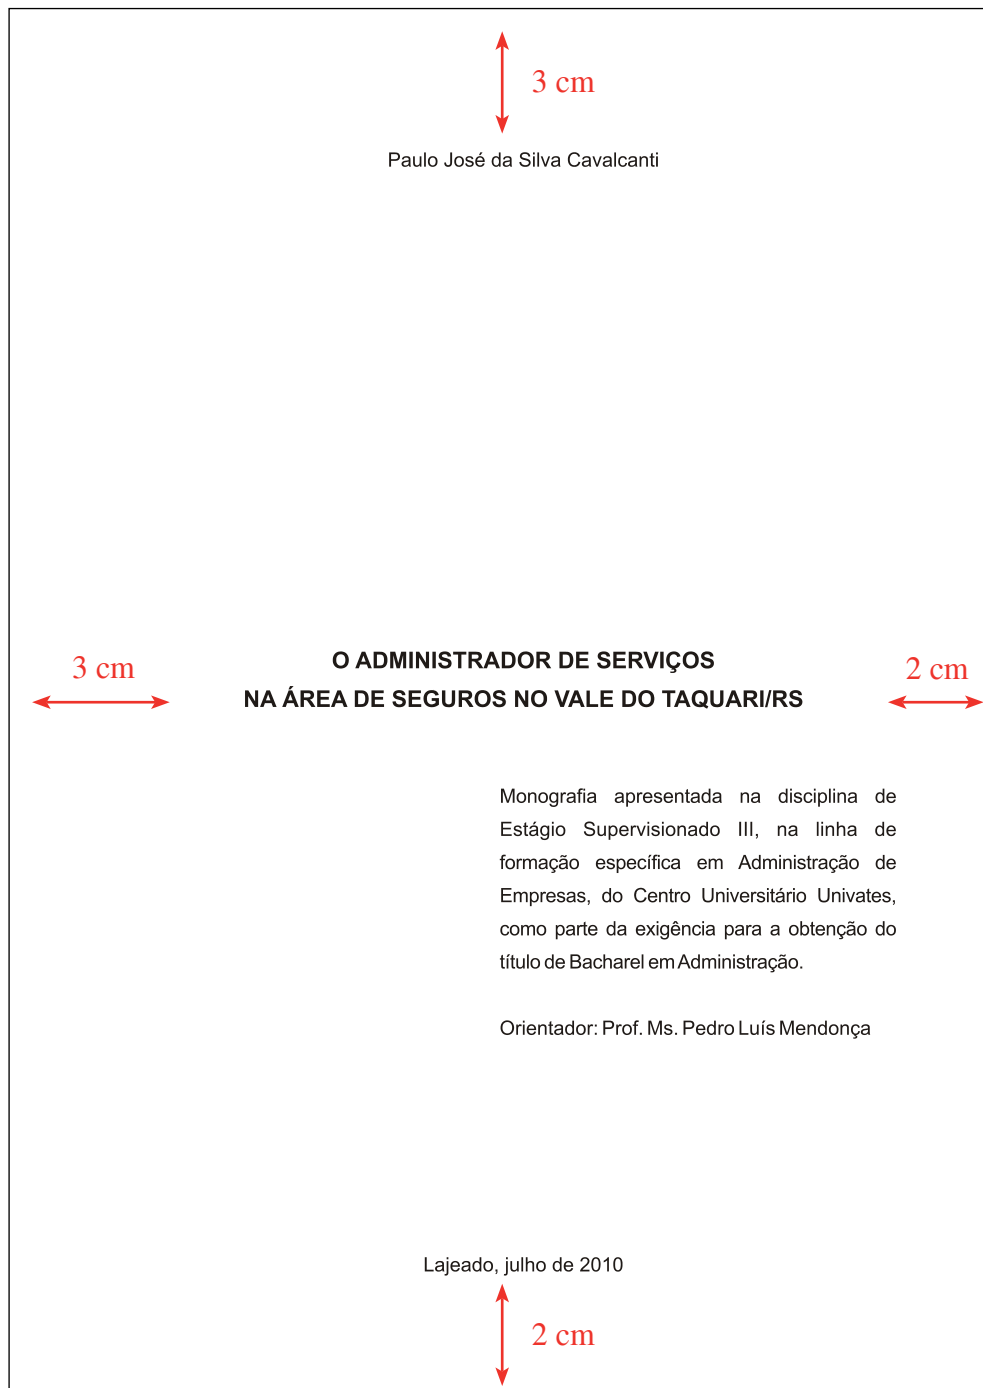 3 cm
Paulo José da Silva Cavalcanti
3 cm
O ADMINISTRADOR DE SERVIÇOS
2 cm
NA ÁREA DE SEGUROS NO VALE DO TAQUARI/RS
Monografia apresentada na disciplina de
Estágio Supervisionado III, na linha de
formação específica em Administração de
Empresas, do Centro Universitário Univates,
como parte da exigência para a obtenção do
título de Bacharel em Administração.
Orientador: Prof. Ms. Pedro Luís Mendonça
Lajeado, julho de 2010
2 cm